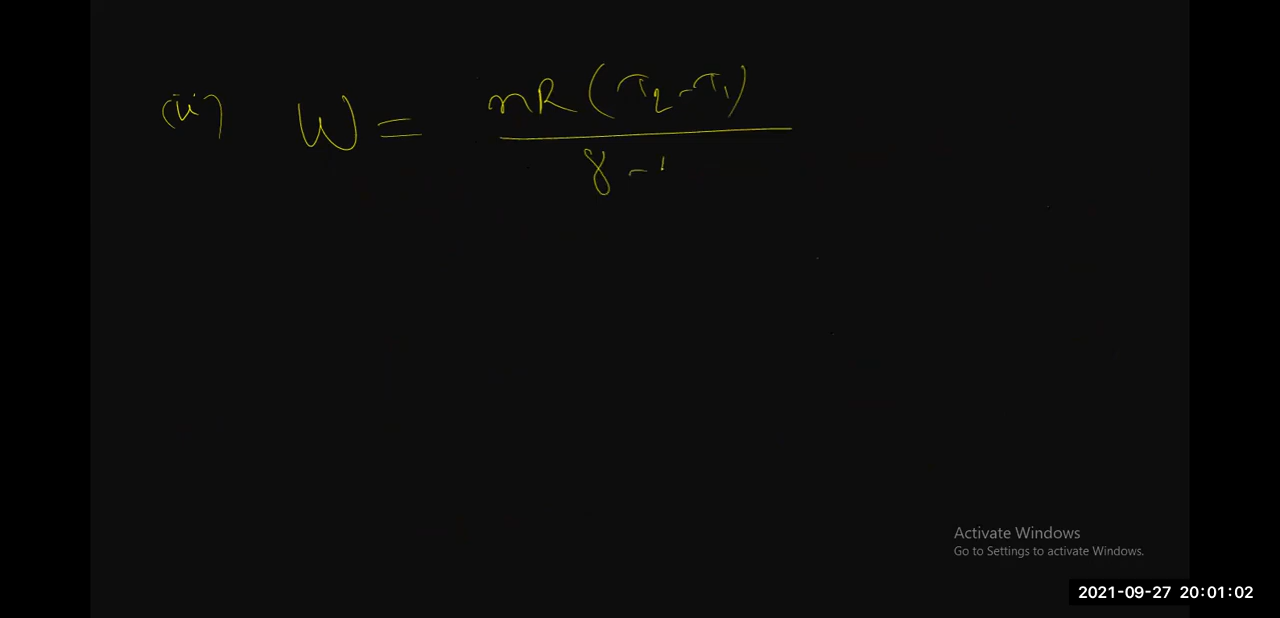 (ii) W = nR(T₂-T₁) / γ-1
Activate Windows
Go to Settings to activate Windows.
2021-09-27 20:01:02